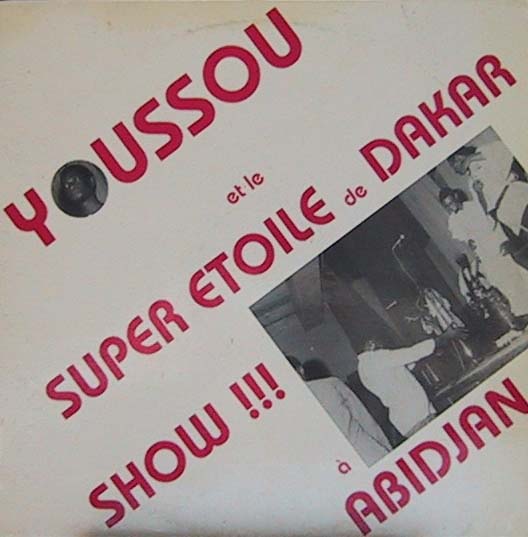 YOUSSOU
et le
SUPER ETOILE de DAKAR
SHOW !!!
à ABIDJAN